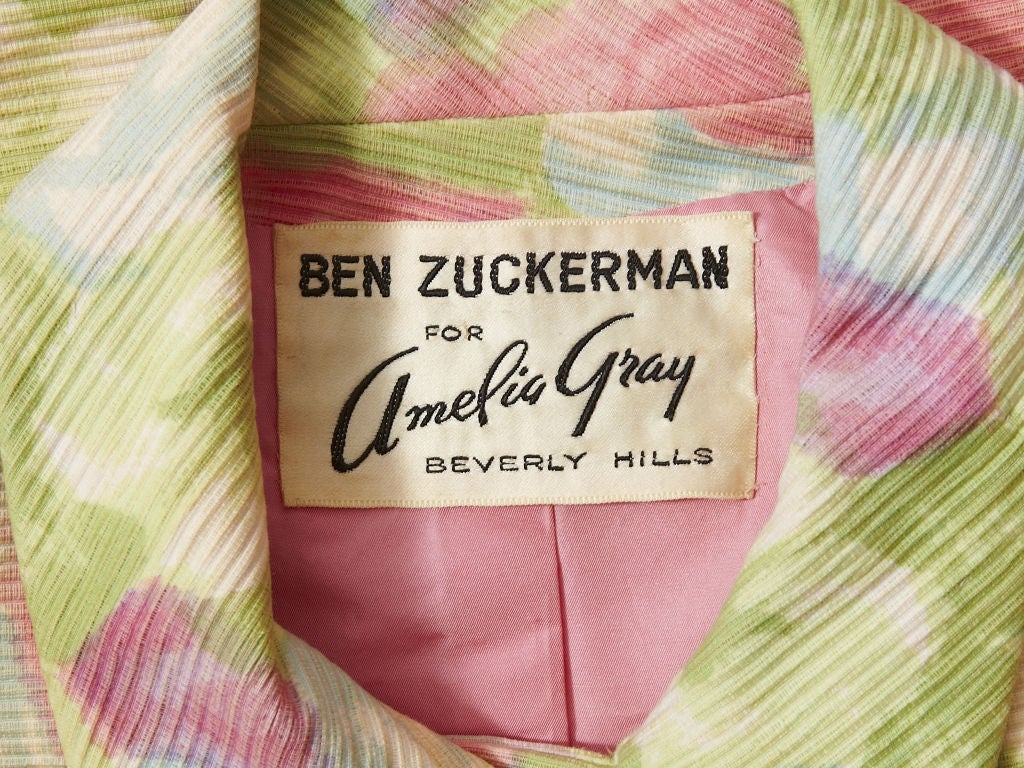 BEN ZUCKERMAN
FOR
Amelia Gray
BEVERLY HILLS